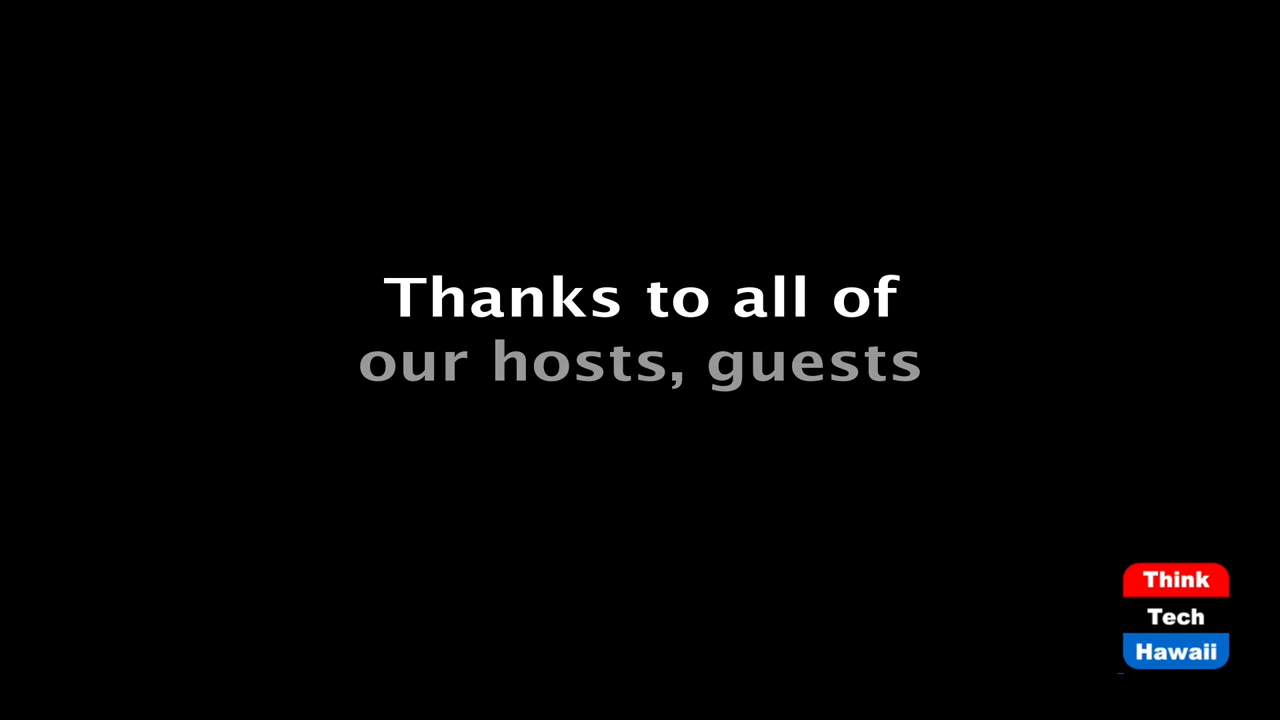 Thanks to all of
our hosts, guests
Think
Tech
Hawaii